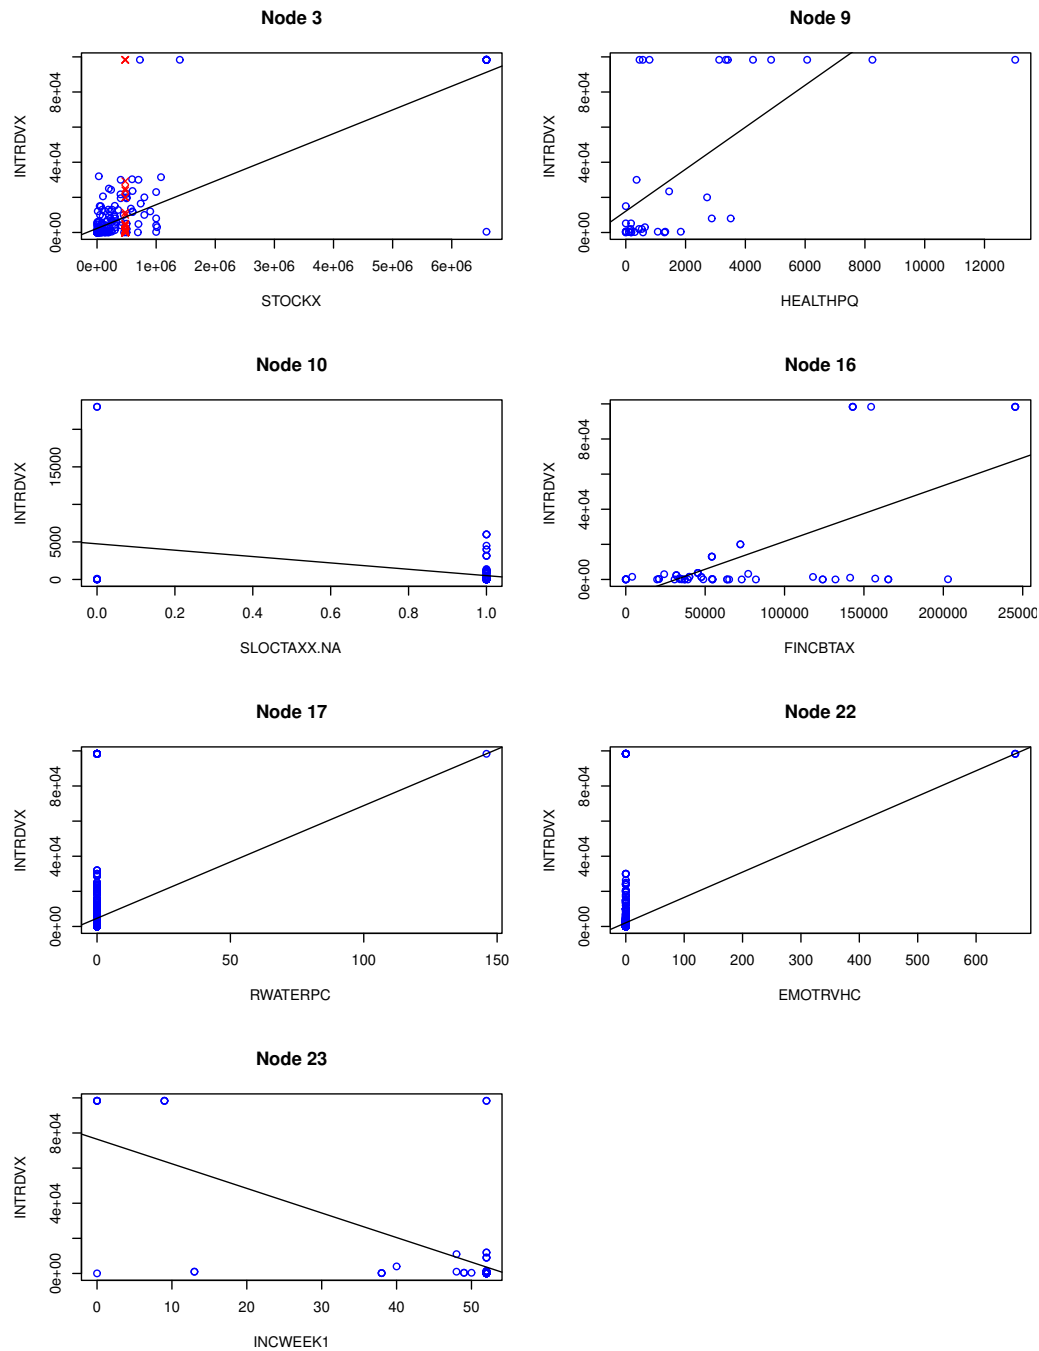 Node 3
INTRDVX
0e+00 4e+04 8e+04
0e+00 1e+06 2e+06 3e+06 4e+06 5e+06 6e+06
STOCKX
Node 9
INTRDVX
0e+00 4e+04 8e+04
0 2000 4000 6000 8000 10000 12000
HEALTHPQ
Node 10
INTRDVX
0 5000 15000
0.0 0.2 0.4 0.6 0.8 1.0
SLOCTAXX.NA
Node 16
INTRDVX
0e+00 4e+04 8e+04
0 50000 100000 150000 200000 25000
FINCBTAX
Node 17
INTRDVX
0e+00 4e+04 8e+04
0 50 100 150
RWATERPC
Node 22
INTRDVX
0e+00 4e+04 8e+04
0 100 200 300 400 500 600
EMOTRVHC
Node 23
INTRDVX
0e+00 4e+04 8e+04
0 10 20 30 40 50
INCWEEK1